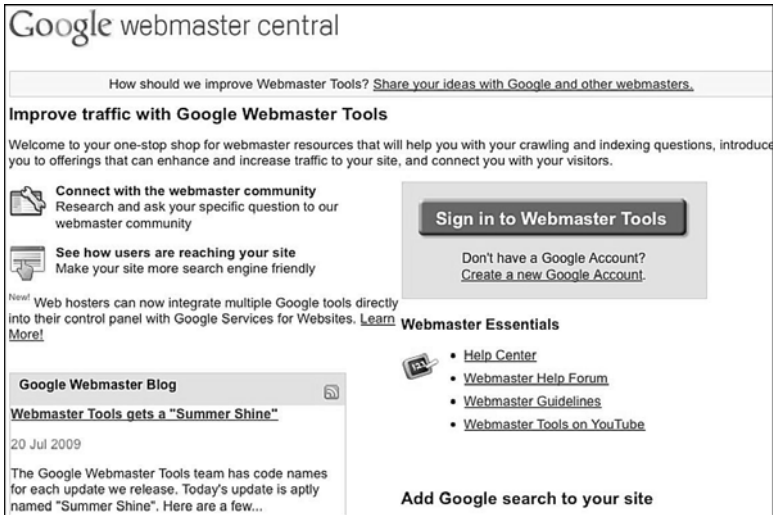 Google webmaster central
How should we improve Webmaster Tools? Share your ideas with Google and other webmasters.
Improve traffic with Google Webmaster Tools
Welcome to your one-stop shop for webmaster resources that will help you with your crawling and indexing questions, introduce
you to offerings that can enhance and increase traffic to your site, and connect you with your visitors.
Connect with the webmaster community
Research and ask your specific question to our
webmaster community
See how users are reaching your site
Make your site more search engine friendly
New! Web hosters can now integrate multiple Google tools directly
into their control panel with Google Services for Websites. Learn
More!
Google Webmaster Blog
Webmaster Tools gets a "Summer Shine"
20 Jul 2009
The Google Webmaster Tools team has code names
for each update we release. Today's update is aptly
named "Summer Shine". Here are a few...
Sign in to Webmaster Tools
Don't have a Google Account?
Create a new Google Account.
Webmaster Essentials
• Help Center
• Webmaster Help Forum
• Webmaster Guidelines
• Webmaster Tools on YouTube
Add Google search to your site